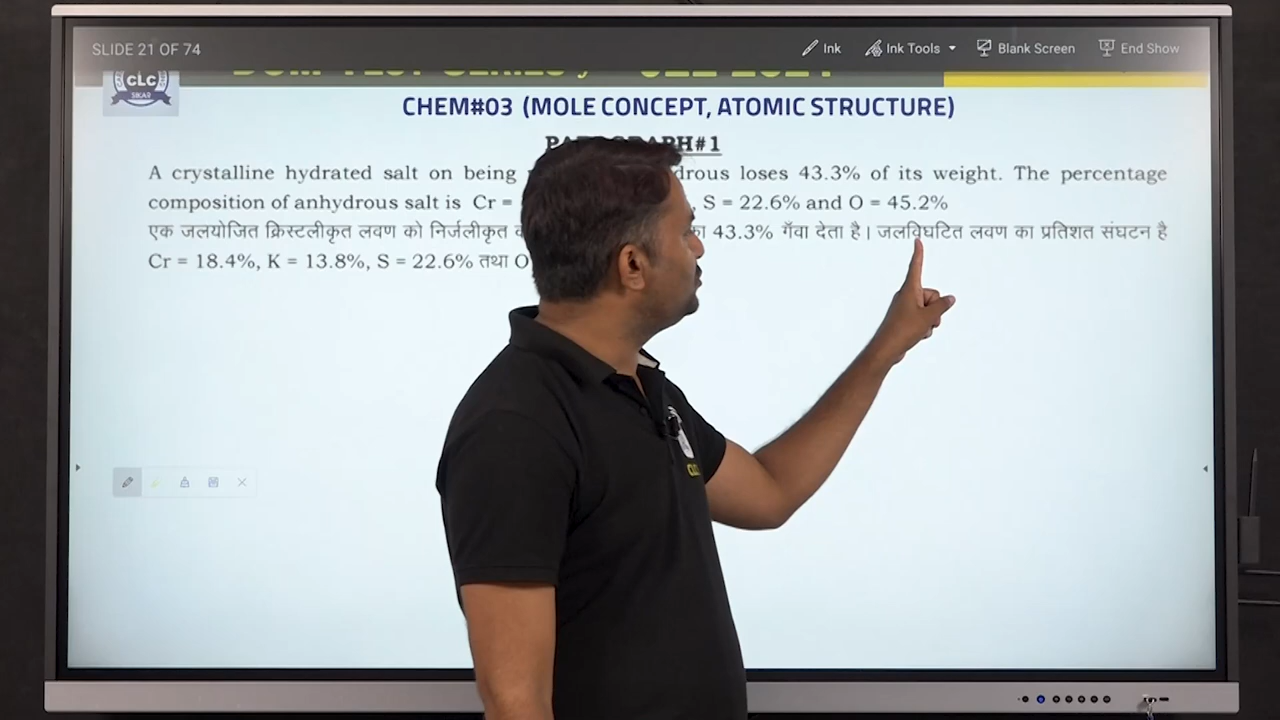 SLIDE 21 OF 74
Ink
Ink Tools
Blank Screen
End Show
CLC
SIKAR
CHEM#03 (MOLE CONCEPT, ATOMIC STRUCTURE)
#1
A crystalline hydrated salt on being loses 43.3% of its weight. The percentage
composition of anhydrous salt is Cr = , S = 22.6% and O = 45.2%
एक जलयोजित क्रिस्टलीकृत लवण को निर्जलीकृत 43.3% गँवा देता है। जलविघटित लवण का प्रतिशत संघटन है
Cr = 18.4%, K = 13.8%, S = 22.6% तथा O